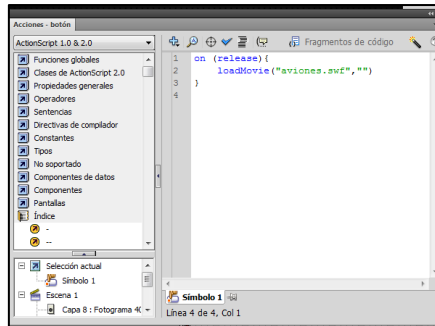 Acciones - botón
ActionScript 1.0 & 2.0
Funciones globales
Clases de ActionScript 2.0
Propiedades generales
Operadores
Sentencias
Directivas de compilador
Constantes
Tipos
No soportado
Componentes de datos
Componentes
Pantallas
Índice
-
--
Selección actual
Símbolo 1
Escena 1
Capa 8 : Fotograma 4(
Fragmentos de código
1 on (release){
2 loadMovie("aviones.swf","")
3 }
4
Símbolo 1
Línea 4 de 4, Col 1